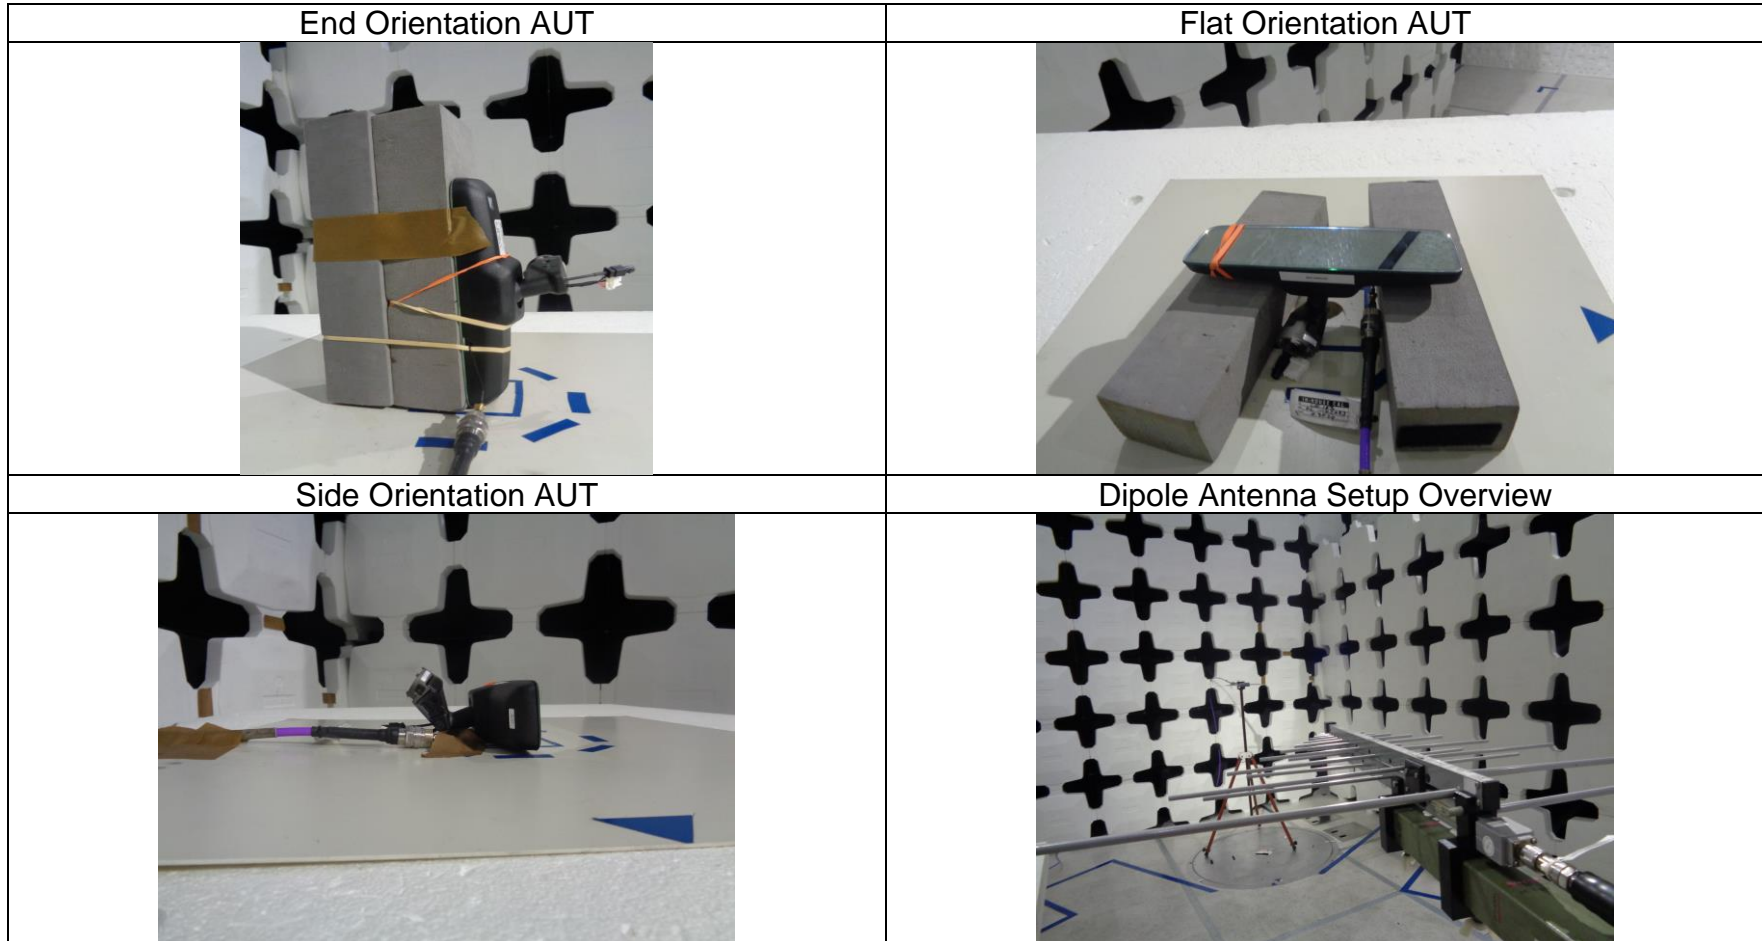 End Orientation AUT
Flat Orientation AUT
Side Orientation AUT
Dipole Antenna Setup Overview